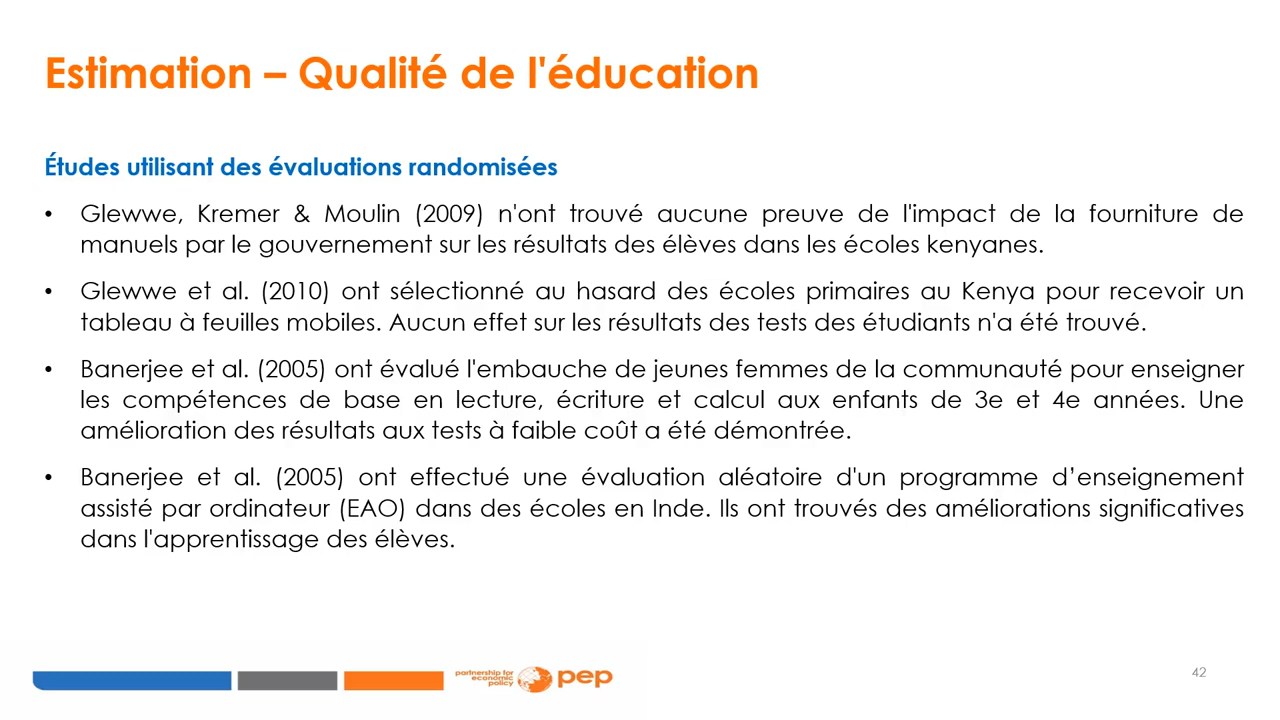 Estimation – Qualité de l'éducation
Études utilisant des évaluations randomisées
• Glewwe, Kremer & Moulin (2009) n'ont trouvé aucune preuve de l'impact de la fourniture de
manuels par le gouvernement sur les résultats des élèves dans les écoles kenyanes.
• Glewwe et al. (2010) ont sélectionné au hasard des écoles primaires au Kenya pour recevoir un
tableau à feuilles mobiles. Aucun effet sur les résultats des tests des étudiants n'a été trouvé.
• Banerjee et al. (2005) ont évalué l'embauche de jeunes femmes de la communauté pour enseigner
les compétences de base en lecture, écriture et calcul aux enfants de 3e et 4e années. Une
amélioration des résultats aux tests à faible coût a été démontrée.
• Banerjee et al. (2005) ont effectué une évaluation aléatoire d'un programme d’enseignement
assisté par ordinateur (EAO) dans des écoles en Inde. Ils ont trouvés des améliorations significatives
dans l'apprentissage des élèves.
partnership for
economic
policy
pep
42